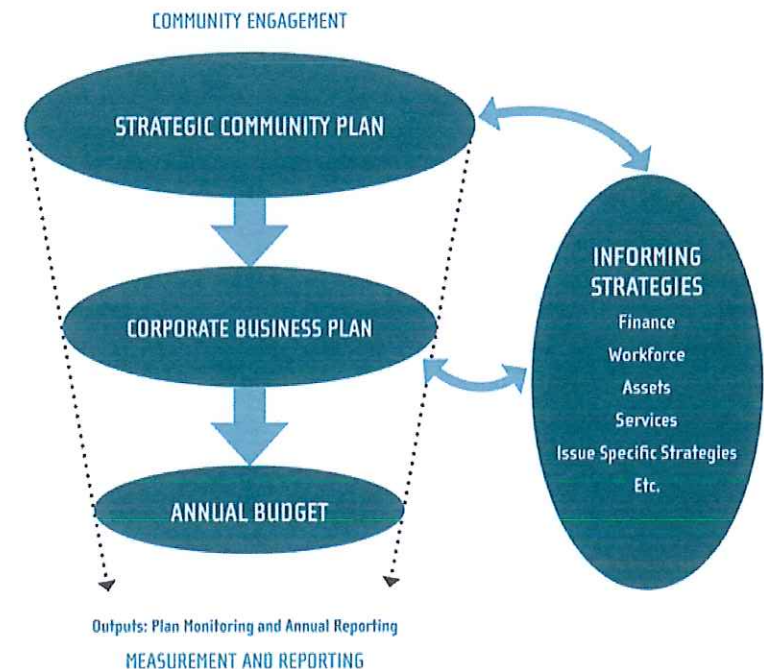 COMMUNITY ENGAGEMENT
STRATEGIC COMMUNITY PLAN
CORPORATE BUSINESS PLAN
ANNUAL BUDGET
INFORMING
STRATEGIES
Finance
Workforce
Assets
Services
Issue Specific Strategies
Etc.
Outputs: Plan Monitoring and Annual Reporting
MEASUREMENT AND REPORTING